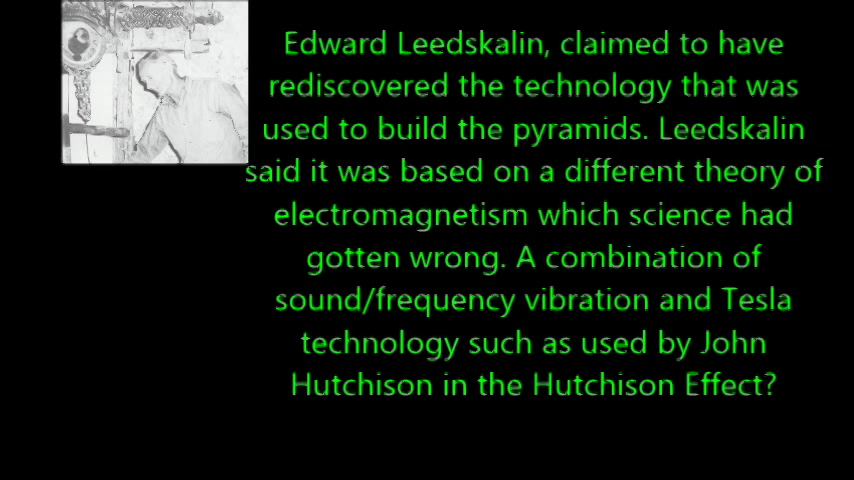 Edward Leedskalin, claimed to have
rediscovered the technology that was
used to build the pyramids. Leedskalin
said it was based on a different theory of
electromagnetism which science had
gotten wrong. A combination of
sound/frequency vibration and Tesla
technology such as used by John
Hutchison in the Hutchison Effect?